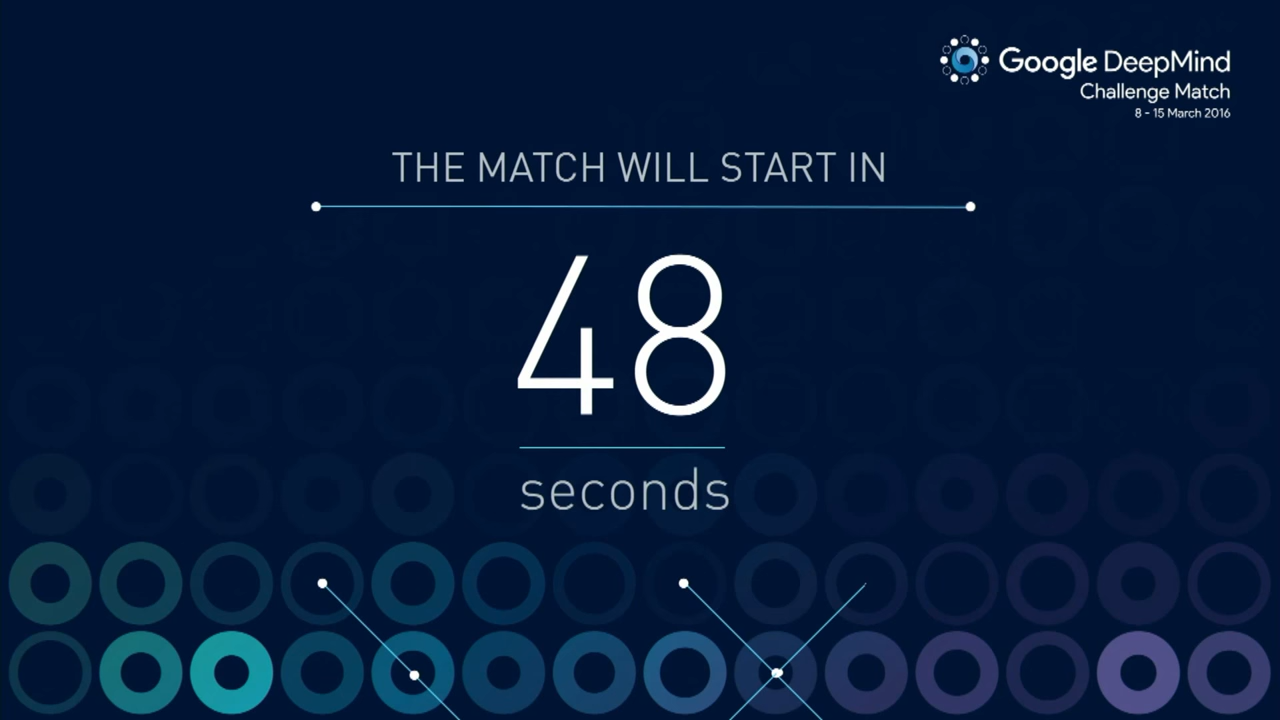 Google DeepMind
Challenge Match
8 - 15 March 2016
THE MATCH WILL START IN
48
seconds